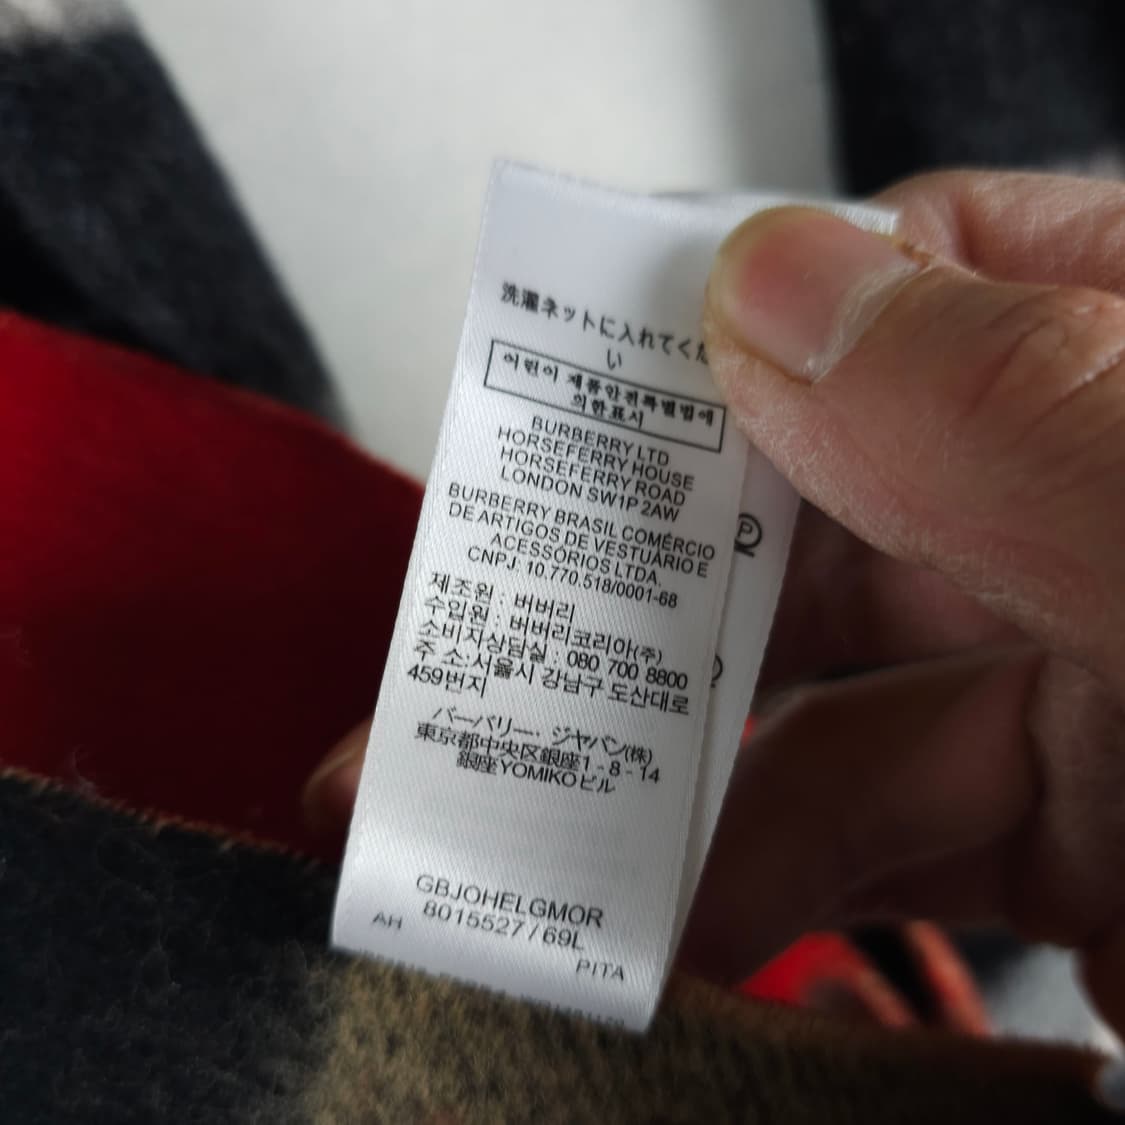 洗濯ネットに入れてくだ
い
어린이 제품안전특별법에
의한표시
BURBERRY LTD
HORSEFERRY HOUSE
HORSEFERRY ROAD
LONDON SW1P 2AW
BURBERRY BRASIL COMÉRCIO
DE ARTIGOS DE VESTUÁRIO E
ACESSÓRIOS LTDA.
CNPJ: 10.770.518/0001-68
제조원 : 버버리
수입원 : 버버리코리아(주)
소비자상담실 : 080 700 8800
주 소:서울시 강남구 도산대로
459번지
バーバリー・ジャパン(株)
東京都中央区銀座1 - 8 - 14
銀座YOMIKOビル
GBJOHELGMOR
8015527 / 69L
AH
PITA
P